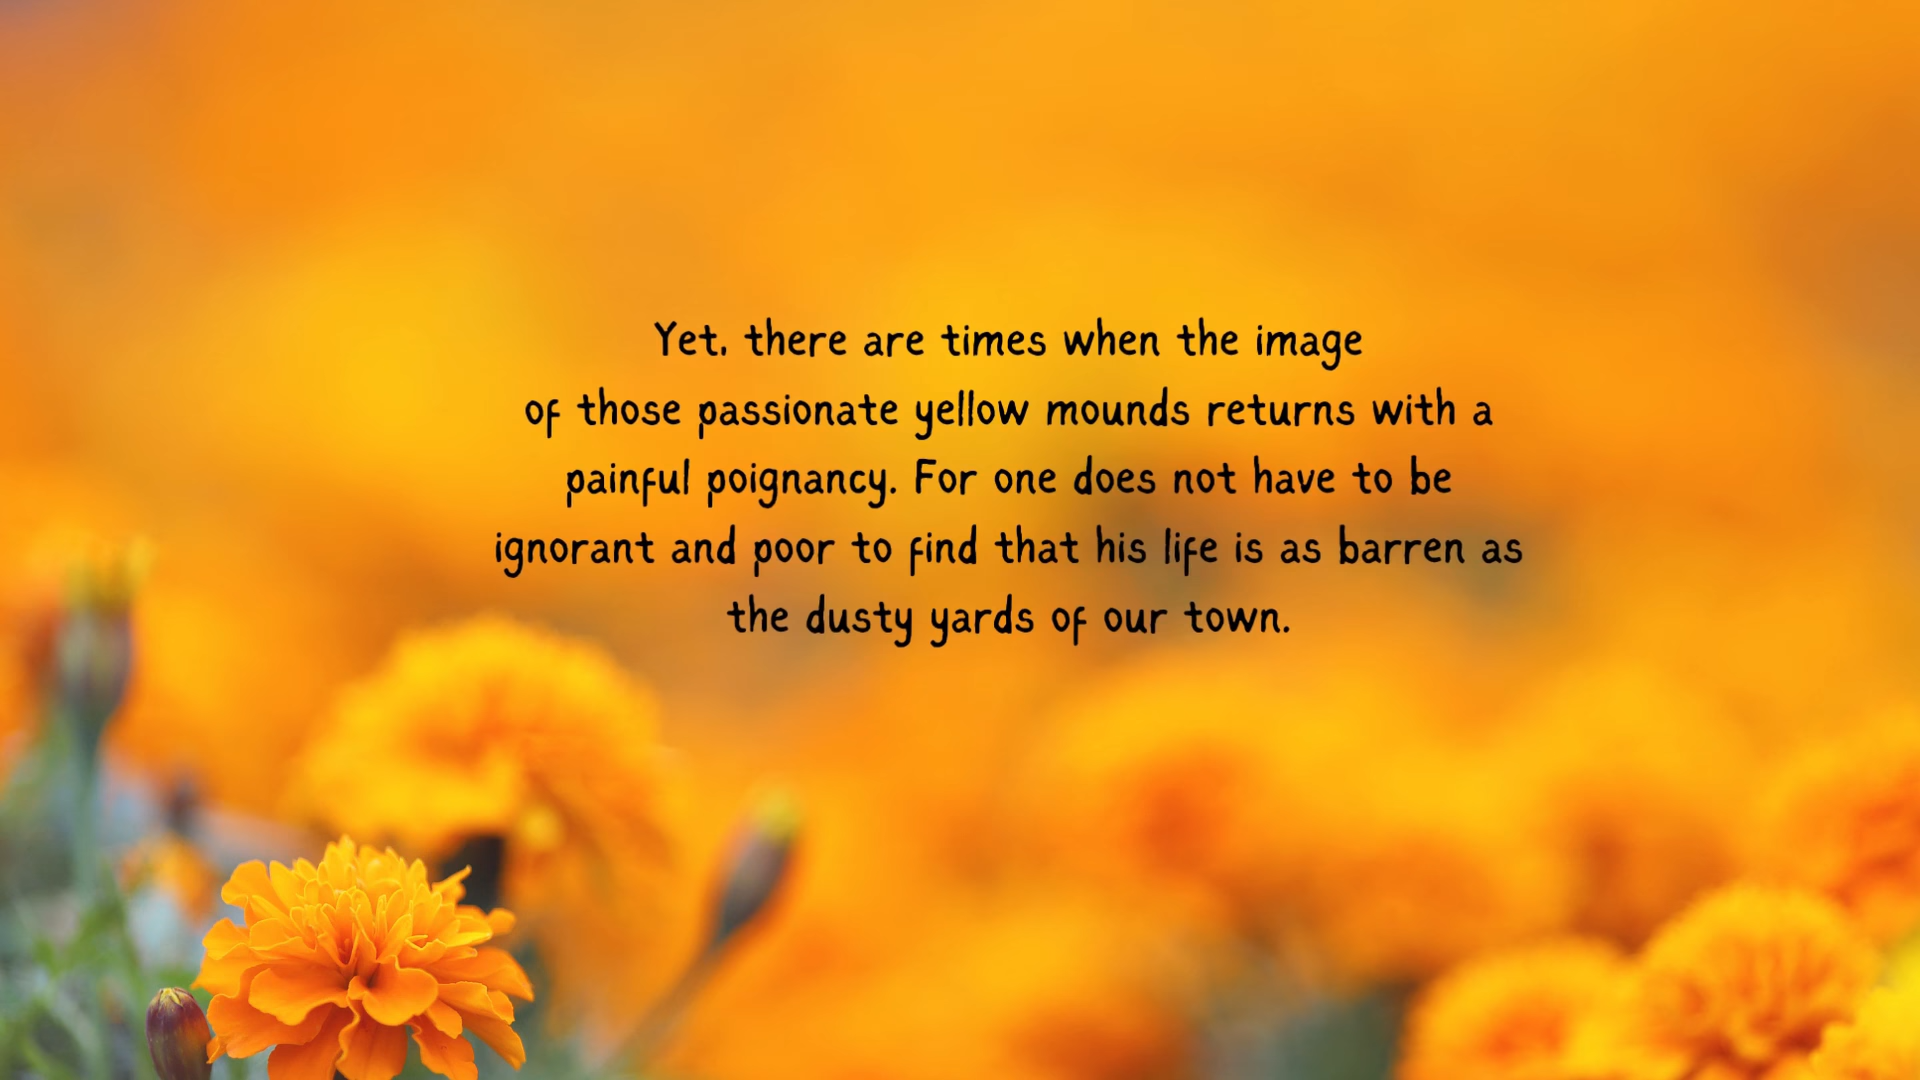 Yet, there are times when the image
of those passionate yellow mounds returns with a
painful poignancy. For one does not have to be
ignorant and poor to find that his life is as barren as
the dusty yards of our town.